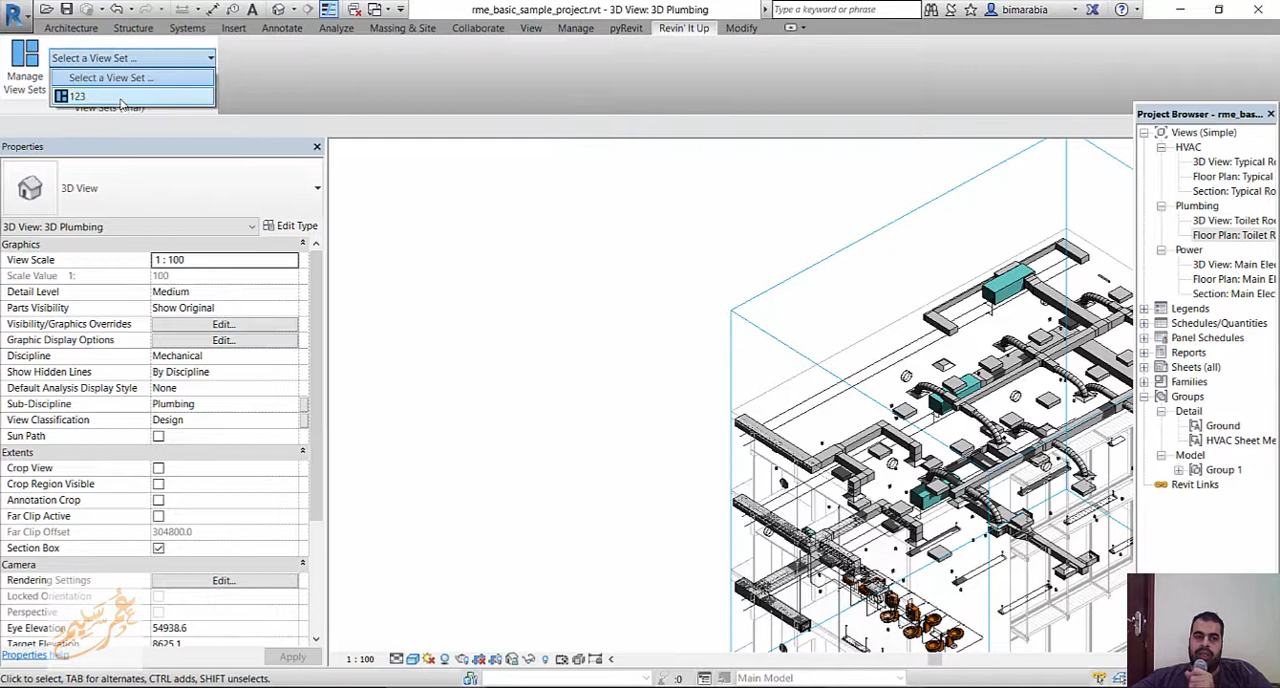 rme_basic_sample_project.rvt - 3D View: 3D Plumbing
Type a keyword or phrase
bimarabia
Architecture Structure Systems Insert Annotate Analyze Massing & Site Collaborate View Manage pyRevit Revin' It Up Modify
Manage
View Sets
Select a View Set ...
Select a View Set ...
123
Properties
3D View
3D View: 3D Plumbing
Edit Type
Graphics
View Scale 1 : 100
Scale Value 1: 100
Detail Level Medium
Parts Visibility Show Original
Visibility/Graphics Overrides Edit...
Graphic Display Options Edit...
Discipline Mechanical
Show Hidden Lines By Discipline
Default Analysis Display Style None
Sub-Discipline Plumbing
View Classification Design
Sun Path
Extents
Crop View
Crop Region Visible
Annotation Crop
Far Clip Active
Far Clip Offset 304800.0
Section Box
Camera
Rendering Settings Edit...
Locked Orientation
Perspective
Eye Elevation 54938.6
Target Elevation 8625.1
Properties help
Apply
عُمَر سَلِيم
1 : 100
Project Browser - rme_bas...
Views (Simple)
HVAC
3D View: Typical Ro
Floor Plan: Typical
Section: Typical Ro
Plumbing
3D View: Toilet Roo
Floor Plan: Toilet R
Power
3D View: Main Elec
Floor Plan: Main El
Section: Main Elec
Legends
Schedules/Quantities
Panel Schedules
Reports
Sheets (all)
Families
Groups
Detail
Ground
HVAC Sheet Me
Model
Group 1
Revit Links
Click to select, TAB for alternates, CTRL adds, SHIFT unselects.
:0
Main Model